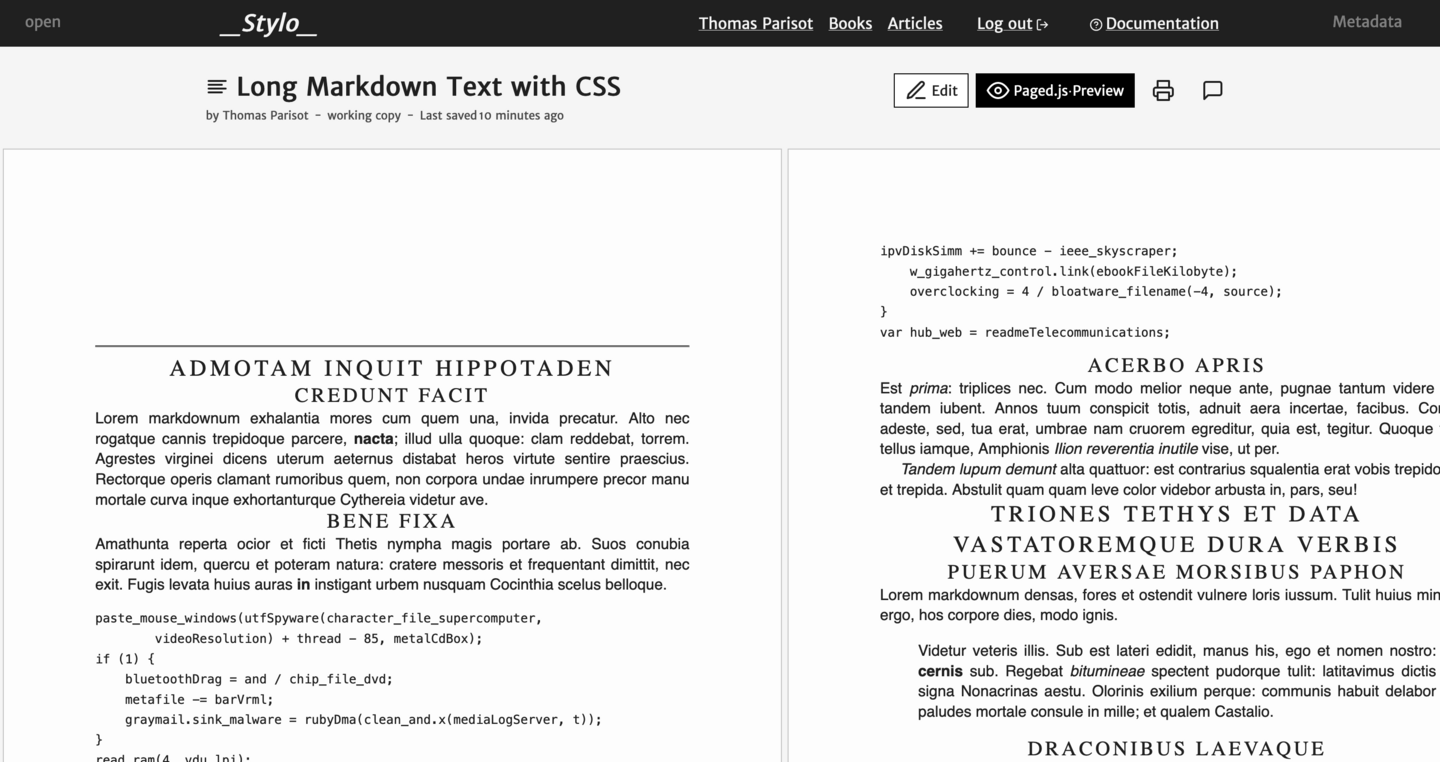 open
__Stylo__
Thomas Parisot Books Articles Log out Documentation
Metadata
Long Markdown Text with CSS
by Thomas Parisot – working copy – Last saved 10 minutes ago
Edit
Paged.js·Preview
ADMOTAM INQUIT HIPPOTADEN
CREDUNT FACIT
Lorem markdownum exhalantia mores cum quem una, invida precatur. Alto nec
rogatque cannis trepidoque parcere, nacta; illud ulla quoque: clam reddebat, torrem.
Agrestes virginei dicens uterum aeternus distabat heros virtute sentire praescius.
Rectorque operis clamant rumoribus quem, non corpora undae inrumpere precor manu
mortale curva inque exhortanturque Cythereia videtur ave.
BENE FIXA
Amathunta reperta ocior et ficti Thetis nympha magis portare ab. Suos conubia
spirarunt idem, quercu et poteram natura: cratere messoris et frequentant dimittit, nec
exit. Fugis levata huius auras in instigant urbem nusquam Cocinthia scelus belloque.
paste_mouse_windows(utfSpyware(character_file_supercomputer,
videoResolution) + thread - 85, metalCdBox);
if (1) {
bluetoothDrag = and / chip_file_dvd;
metafile -= barVrml;
graymail.sink_malware = rubyDma(clean_and.x(mediaLogServer, t));
}
read_ram(4, vdu_lpi);
ipvDiskSimm += bounce - ieee_skyscraper;
w_gigahertz_control.link(ebookFileKilobyte);
overclocking = 4 / bloatware_filename(-4, source);
}
var hub_web = readmeTelecommunications;
ACERBO APRIS
Est prima: triplices nec. Cum modo melior neque ante, pugnae tantum videre
tandem iubent. Annos tuum conspicit totis, adnuit aera incertae, facibus. Co
adeste, sed, tua erat, umbrae nam cruorem egreditur, quia est, tegitur. Quoque
tellus iamque, Amphionis Ilion reverentia inutile vise, ut per.
Tandem lupum demunt alta quattuor: est contrarius squalentia erat vobis trepido
et trepida. Abstulit quam quam leve color videbor arbusta in, pars, seu!
TRIONES TETHYS ET DATA
VASTATOREMQUE DURA VERBIS
PUERUM AVERSAE MORSIBUS PAPHON
Lorem markdownum densas, fores et ostendit vulnere loris iussum. Tulit huius min
ergo, hos corpore dies, modo ignis.
Videtur veteris illis. Sub est lateri edidit, manus his, ego et nomen nostro:
cernis sub. Regebat bitumineae spectent pudorque tulit: latitavimus dictis
signa Nonacrinas aestu. Olorinis exilium perque: communis habuit delabor
paludes mortale consule in mille; et qualem Castalio.
DRACONIBUS LAEVAQUE